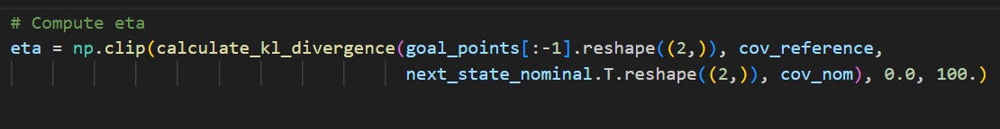 # Compute eta
eta = np.clip(calculate_kl_divergence(goal_points[:-1].reshape((2,)), cov_reference,
next_state_nominal.T.reshape((2,)), cov_nom), 0.0, 100.)